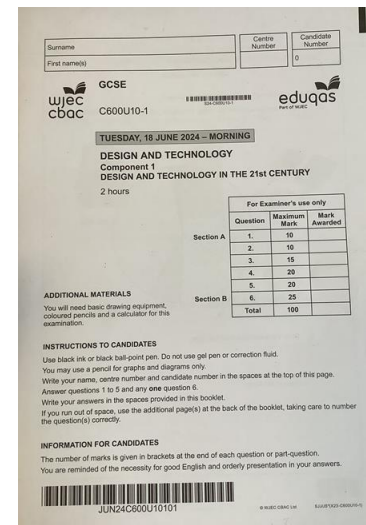 Surname
Centre Number
Candidate Number
First name(s)
0
wjec
cbac
GCSE
C600U10-1
S24-C600U10-1
eduqas
Part of WJEC
TUESDAY, 18 JUNE 2024 – MORNING
DESIGN AND TECHNOLOGY
Component 1
DESIGN AND TECHNOLOGY IN THE 21st CENTURY
2 hours
For Examiner's use only
Question Maximum Mark Mark Awarded
Section A 1. 10
2. 10
3. 15
4. 20
5. 20
Section B 6. 25
Total 100
ADDITIONAL MATERIALS
You will need basic drawing equipment,
coloured pencils and a calculator for this
examination.
INSTRUCTIONS TO CANDIDATES
Use black ink or black ball-point pen. Do not use gel pen or correction fluid.
You may use a pencil for graphs and diagrams only.
Write your name, centre number and candidate number in the spaces at the top of this page.
Answer questions 1 to 5 and any one question 6.
Write your answers in the spaces provided in this booklet.
If you run out of space, use the additional page(s) at the back of the booklet, taking care to number
the question(s) correctly.
INFORMATION FOR CANDIDATES
The number of marks is given in brackets at the end of each question or part-question.
You are reminded of the necessity for good English and orderly presentation in your answers.
JUN24C600U10101
© WJEC CBAC Ltd.